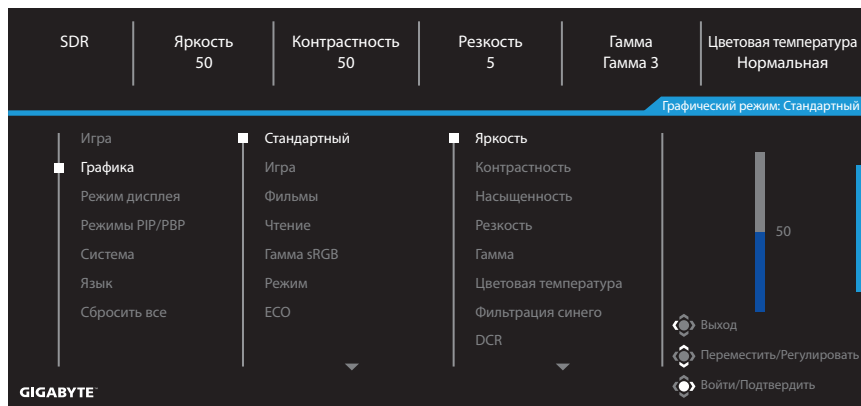 SDR
Яркость
50
Контрастность
50
Резкость
5
Гамма
Гамма 3
Цветовая температура
Нормальная
Графический режим: Стандартный
Игра
Графика
Режим дисплея
Режимы PIP/PBP
Система
Язык
Сбросить все
Стандартный
Игра
Фильмы
Чтение
Гамма sRGB
Режим
ECO
Яркость
Контрастность
Насыщенность
Резкость
Гамма
Цветовая температура
Фильтрация синего
DCR
50
Выход
Переместить/Регулировать
Войти/Подтвердить
GIGABYTE™